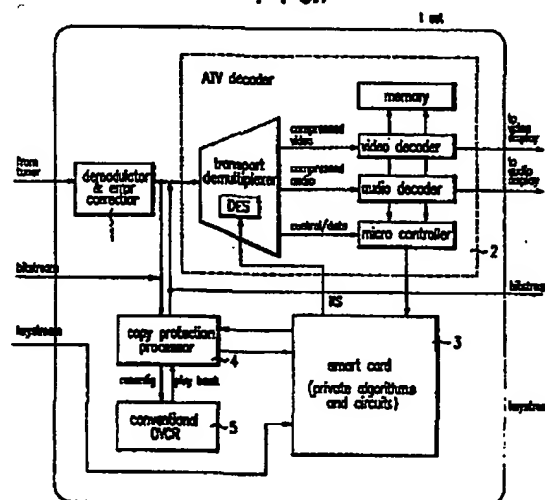 1 set
ATV decoder
memory
compressed
video
video decoder
to
video
display
transport
demultiplexer
compressed
audio
audio decoder
to
audio
display
from
tuner
demodulator
& error
correction
DES
control/data
micro controller
2
bitstream
bitstream
KS
keystream
copy protection
processor
4
smart card
(private algorithms
and circuits)
3
play back
conventional
DVCR
5
keystream